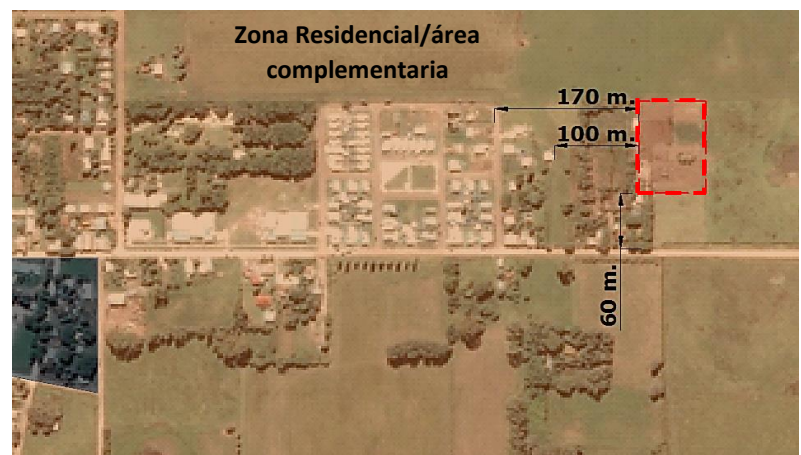 Zona Residencial/área
complementaria
170 m.
100 m.
60 m.